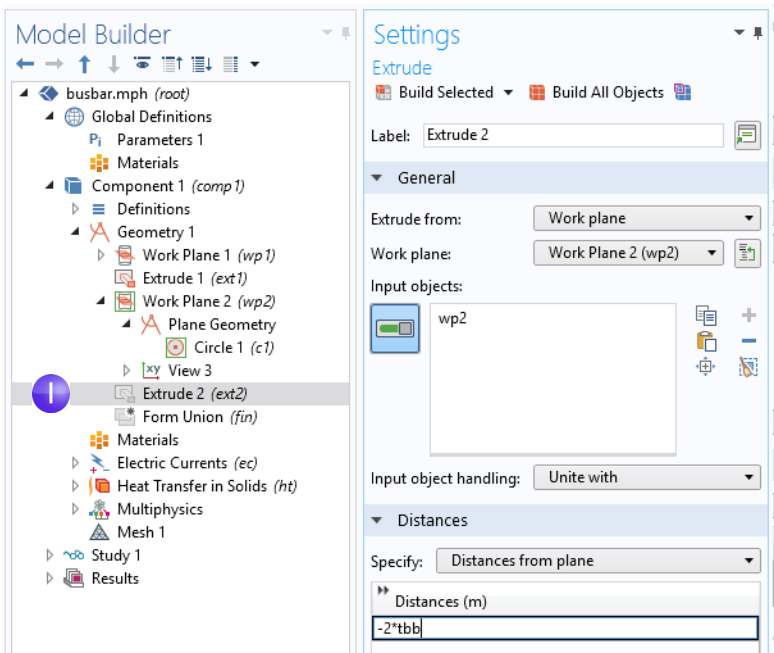 Model Builder
busbar.mph (root)
Global Definitions
Pi Parameters 1
Materials
Component 1 (comp1)
Definitions
Geometry 1
Work Plane 1 (wp1)
Extrude 1 (ext1)
Work Plane 2 (wp2)
Plane Geometry
Circle 1 (c1)
xy View 3
I Extrude 2 (ext2)
Form Union (fin)
Materials
Electric Currents (ec)
Heat Transfer in Solids (ht)
Multiphysics
Mesh 1
Study 1
Results
Settings
Extrude
Build Selected Build All Objects
Label: Extrude 2
General
Extrude from: Work plane
Work plane: Work Plane 2 (wp2)
Input objects:
wp2
Input object handling: Unite with
Distances
Specify: Distances from plane
Distances (m)
-2*tbb